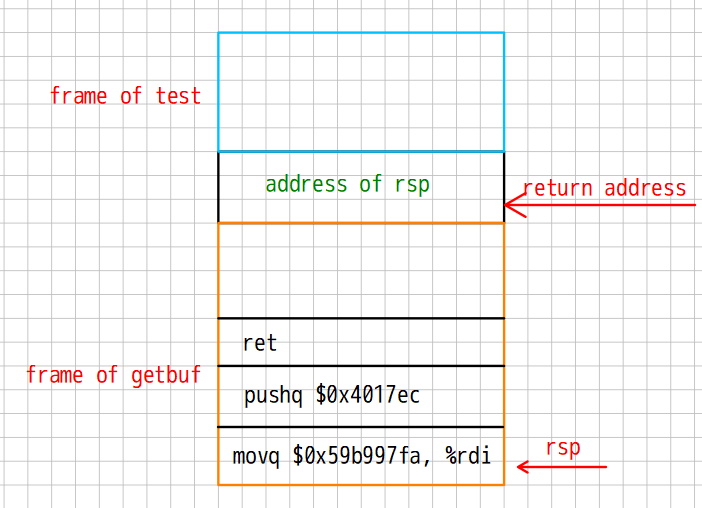 frame of test
address of rsp
return address
ret
frame of getbuf
pushq $0x4017ec
movq $0x59b997fa, %rdi
rsp